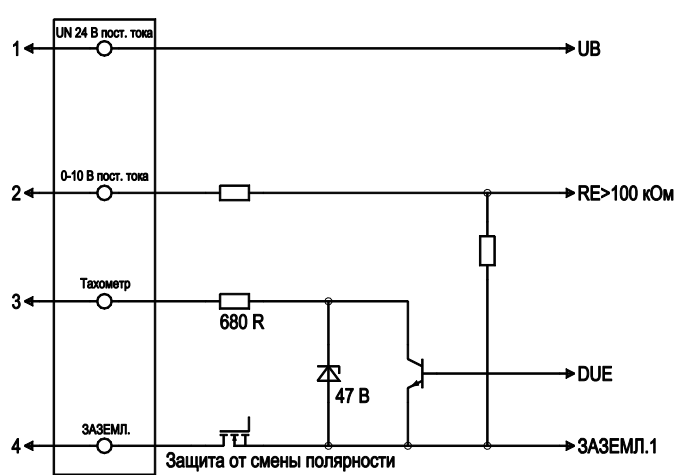 UN 24 В пост. тока
1
UB
0-10 В пост. тока
2
RE>100 кОм
Тахометр
3
680 R
47 В
DUE
ЗАЗЕМЛ.
4
ЗАЗЕМЛ.1
Защита от смены полярности